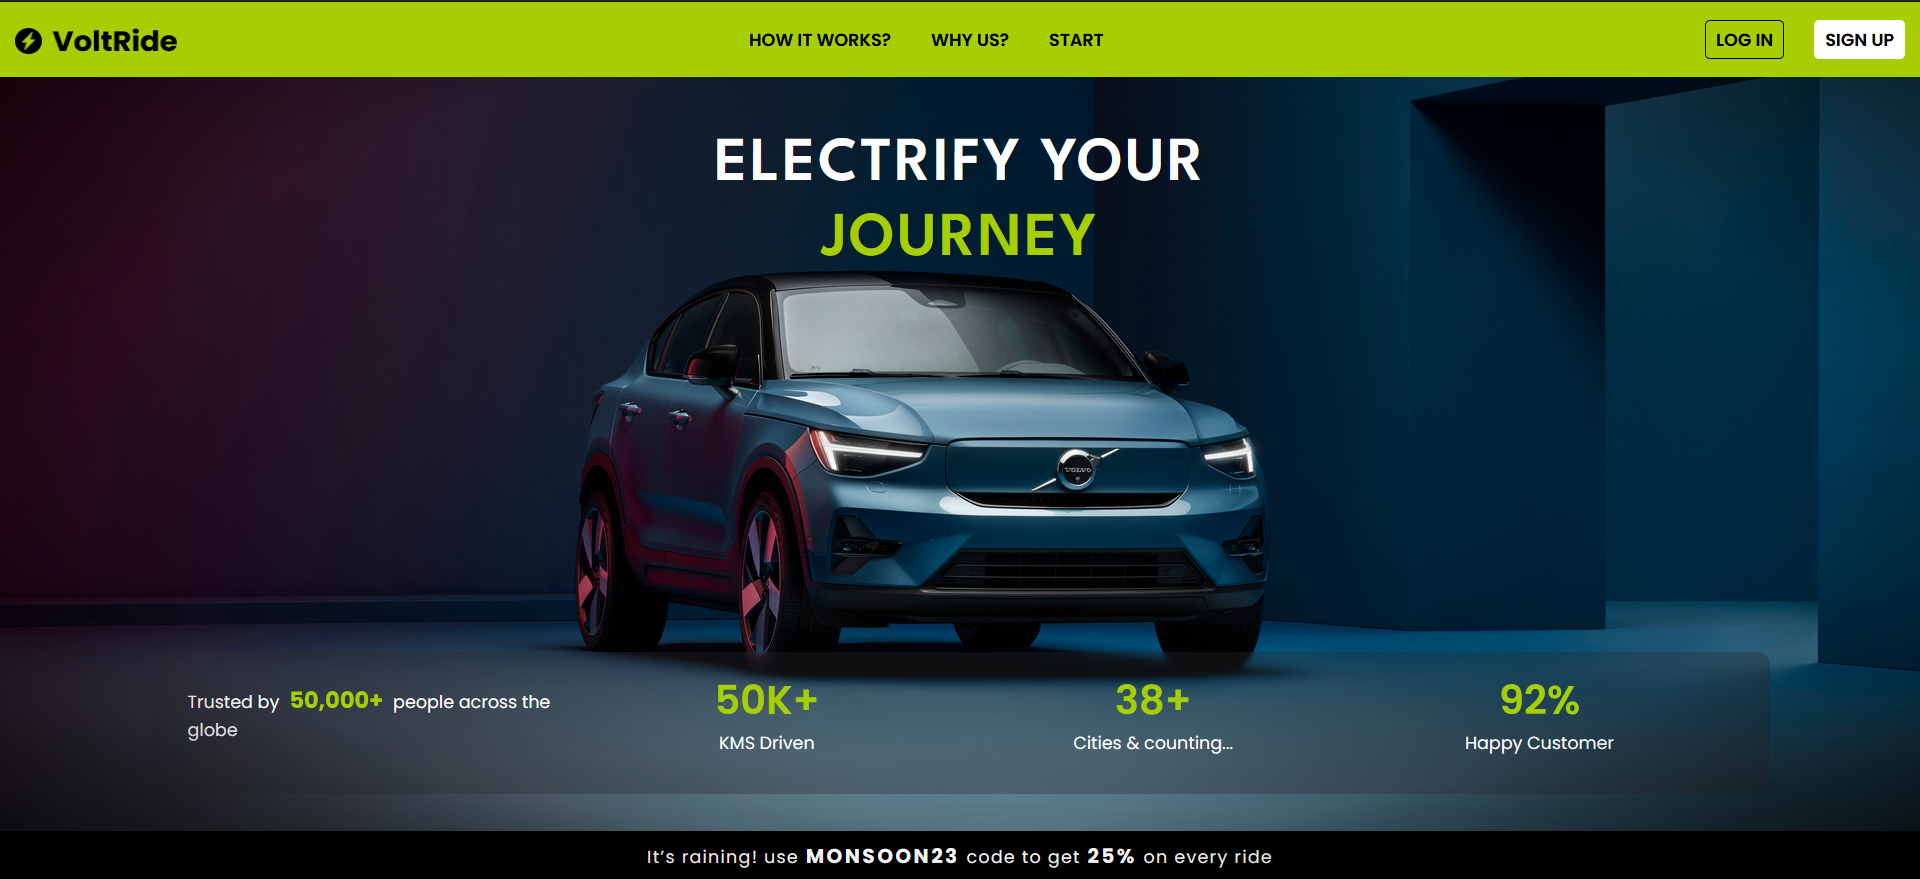 VoltRide
HOW IT WORKS?
WHY US?
START
LOG IN
SIGN UP
ELECTRIFY YOUR
JOURNEY
VOLVO
Trusted by 50,000+ people across the
globe
50K+
KMS Driven
38+
Cities & counting...
92%
Happy Customer
It's raining! use MONSOON23 code to get 25% on every ride